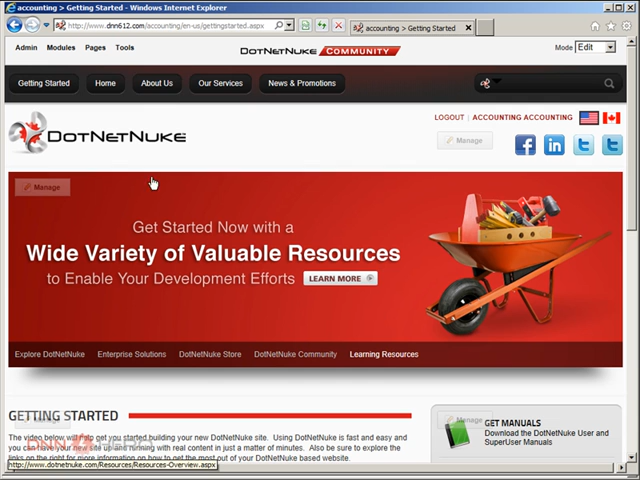 accounting > Getting Started - Windows Internet Explorer
http://www.dnn612.com/accounting/en-us/gettingstarted.aspx
accounting > Getting Started
Admin Modules Pages Tools
DOTNETNUKE COMMUNITY
Mode Edit
Getting Started Home About Us Our Services News & Promotions
LOGOUT | ACCOUNTING ACCOUNTING
DOTNETNUKE
Manage
Manage
Get Started Now with a
Wide Variety of Valuable Resources
to Enable Your Development Efforts LEARN MORE
Explore DotNetNuke Enterprise Solutions DotNetNuke Store DotNetNuke Community Learning Resources
GETTING STARTED
Manage
GET MANUALS
Download the DotNetNuke User and
SuperUser Manuals
DNN HERO
The video below will help get you started building your new DotNetNuke site. Using DotNetNuke is fast and easy and
you can have your site up and running with real content in just a matter of minutes. Also be sure to explore
the links on the right for more information on how to get the most out of your DotNetNuke based website.
http://www.dotnetnuke.com/Resources/Resources-Overview.aspx